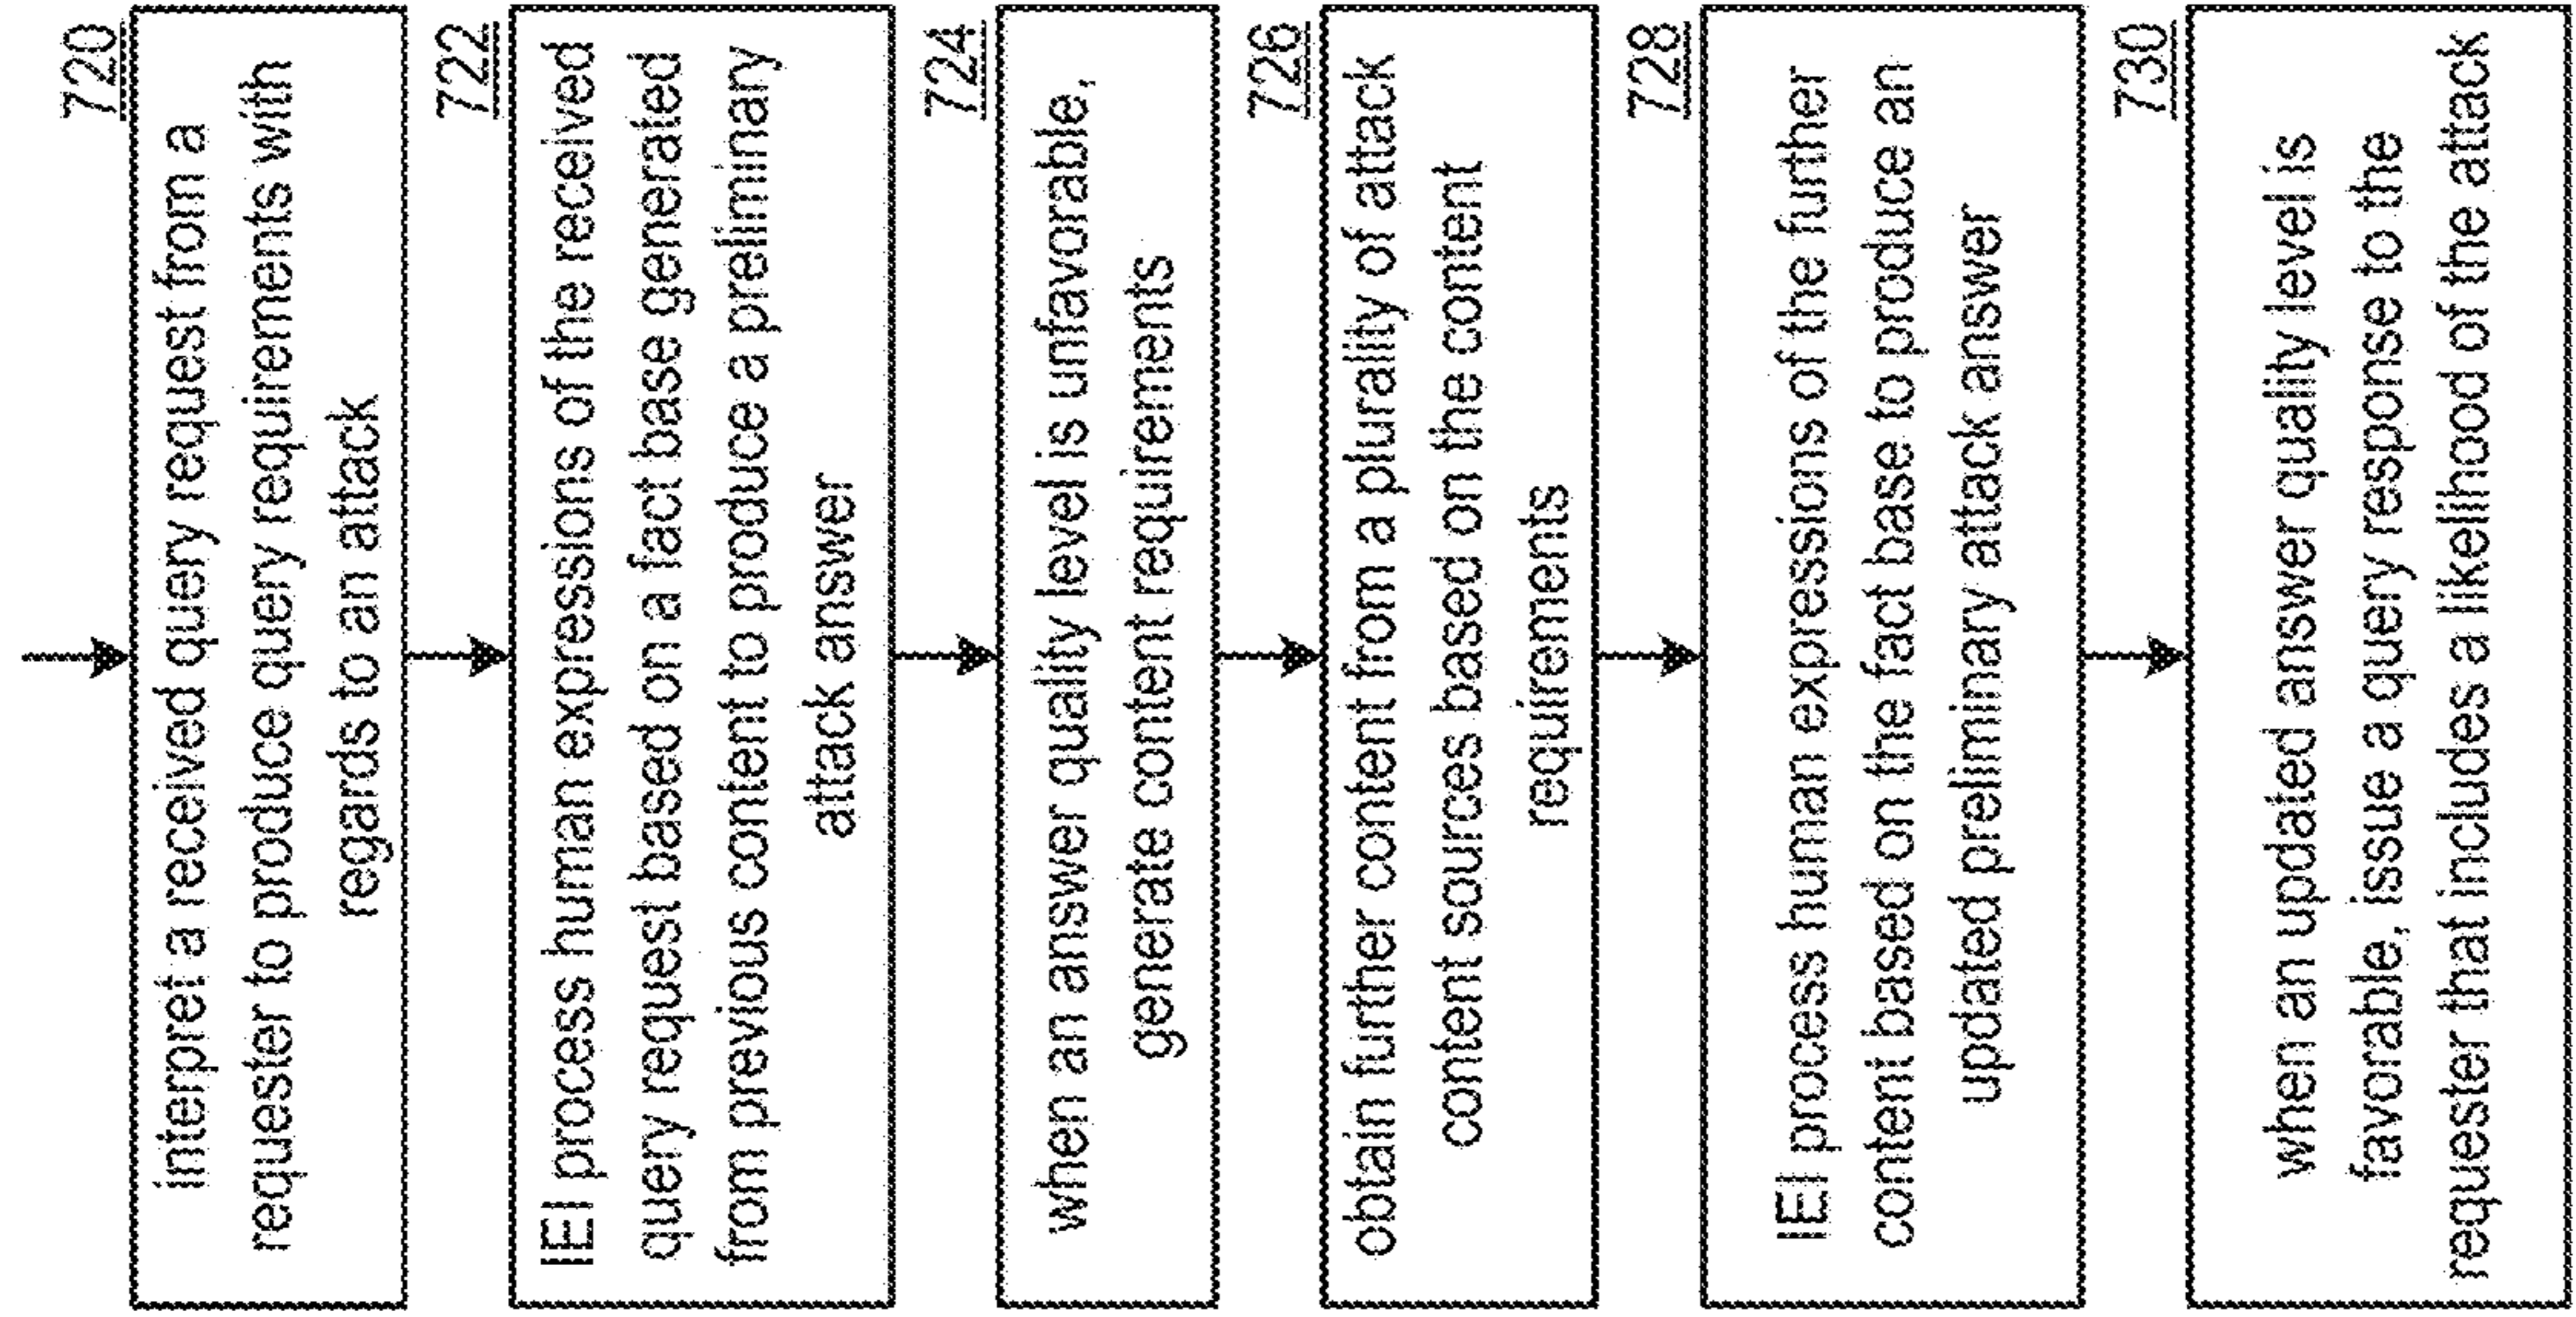 720
interpret a received query request from a
requester to produce query requirements with
regards to an attack
722
IEI process human expressions of the received
query request based on a fact base generated
from previous content to produce a preliminary
attack answer
724
when an answer quality level is unfavorable,
generate content requirements
726
obtain further content from a plurality of attack
content sources based on the content
requirements
728
IEI process human expressions of the further
content based on the fact base to produce an
updated preliminary attack answer
730
when an updated answer quality level is
favorable, issue a query response to the
requester that includes a likelihood of the attack